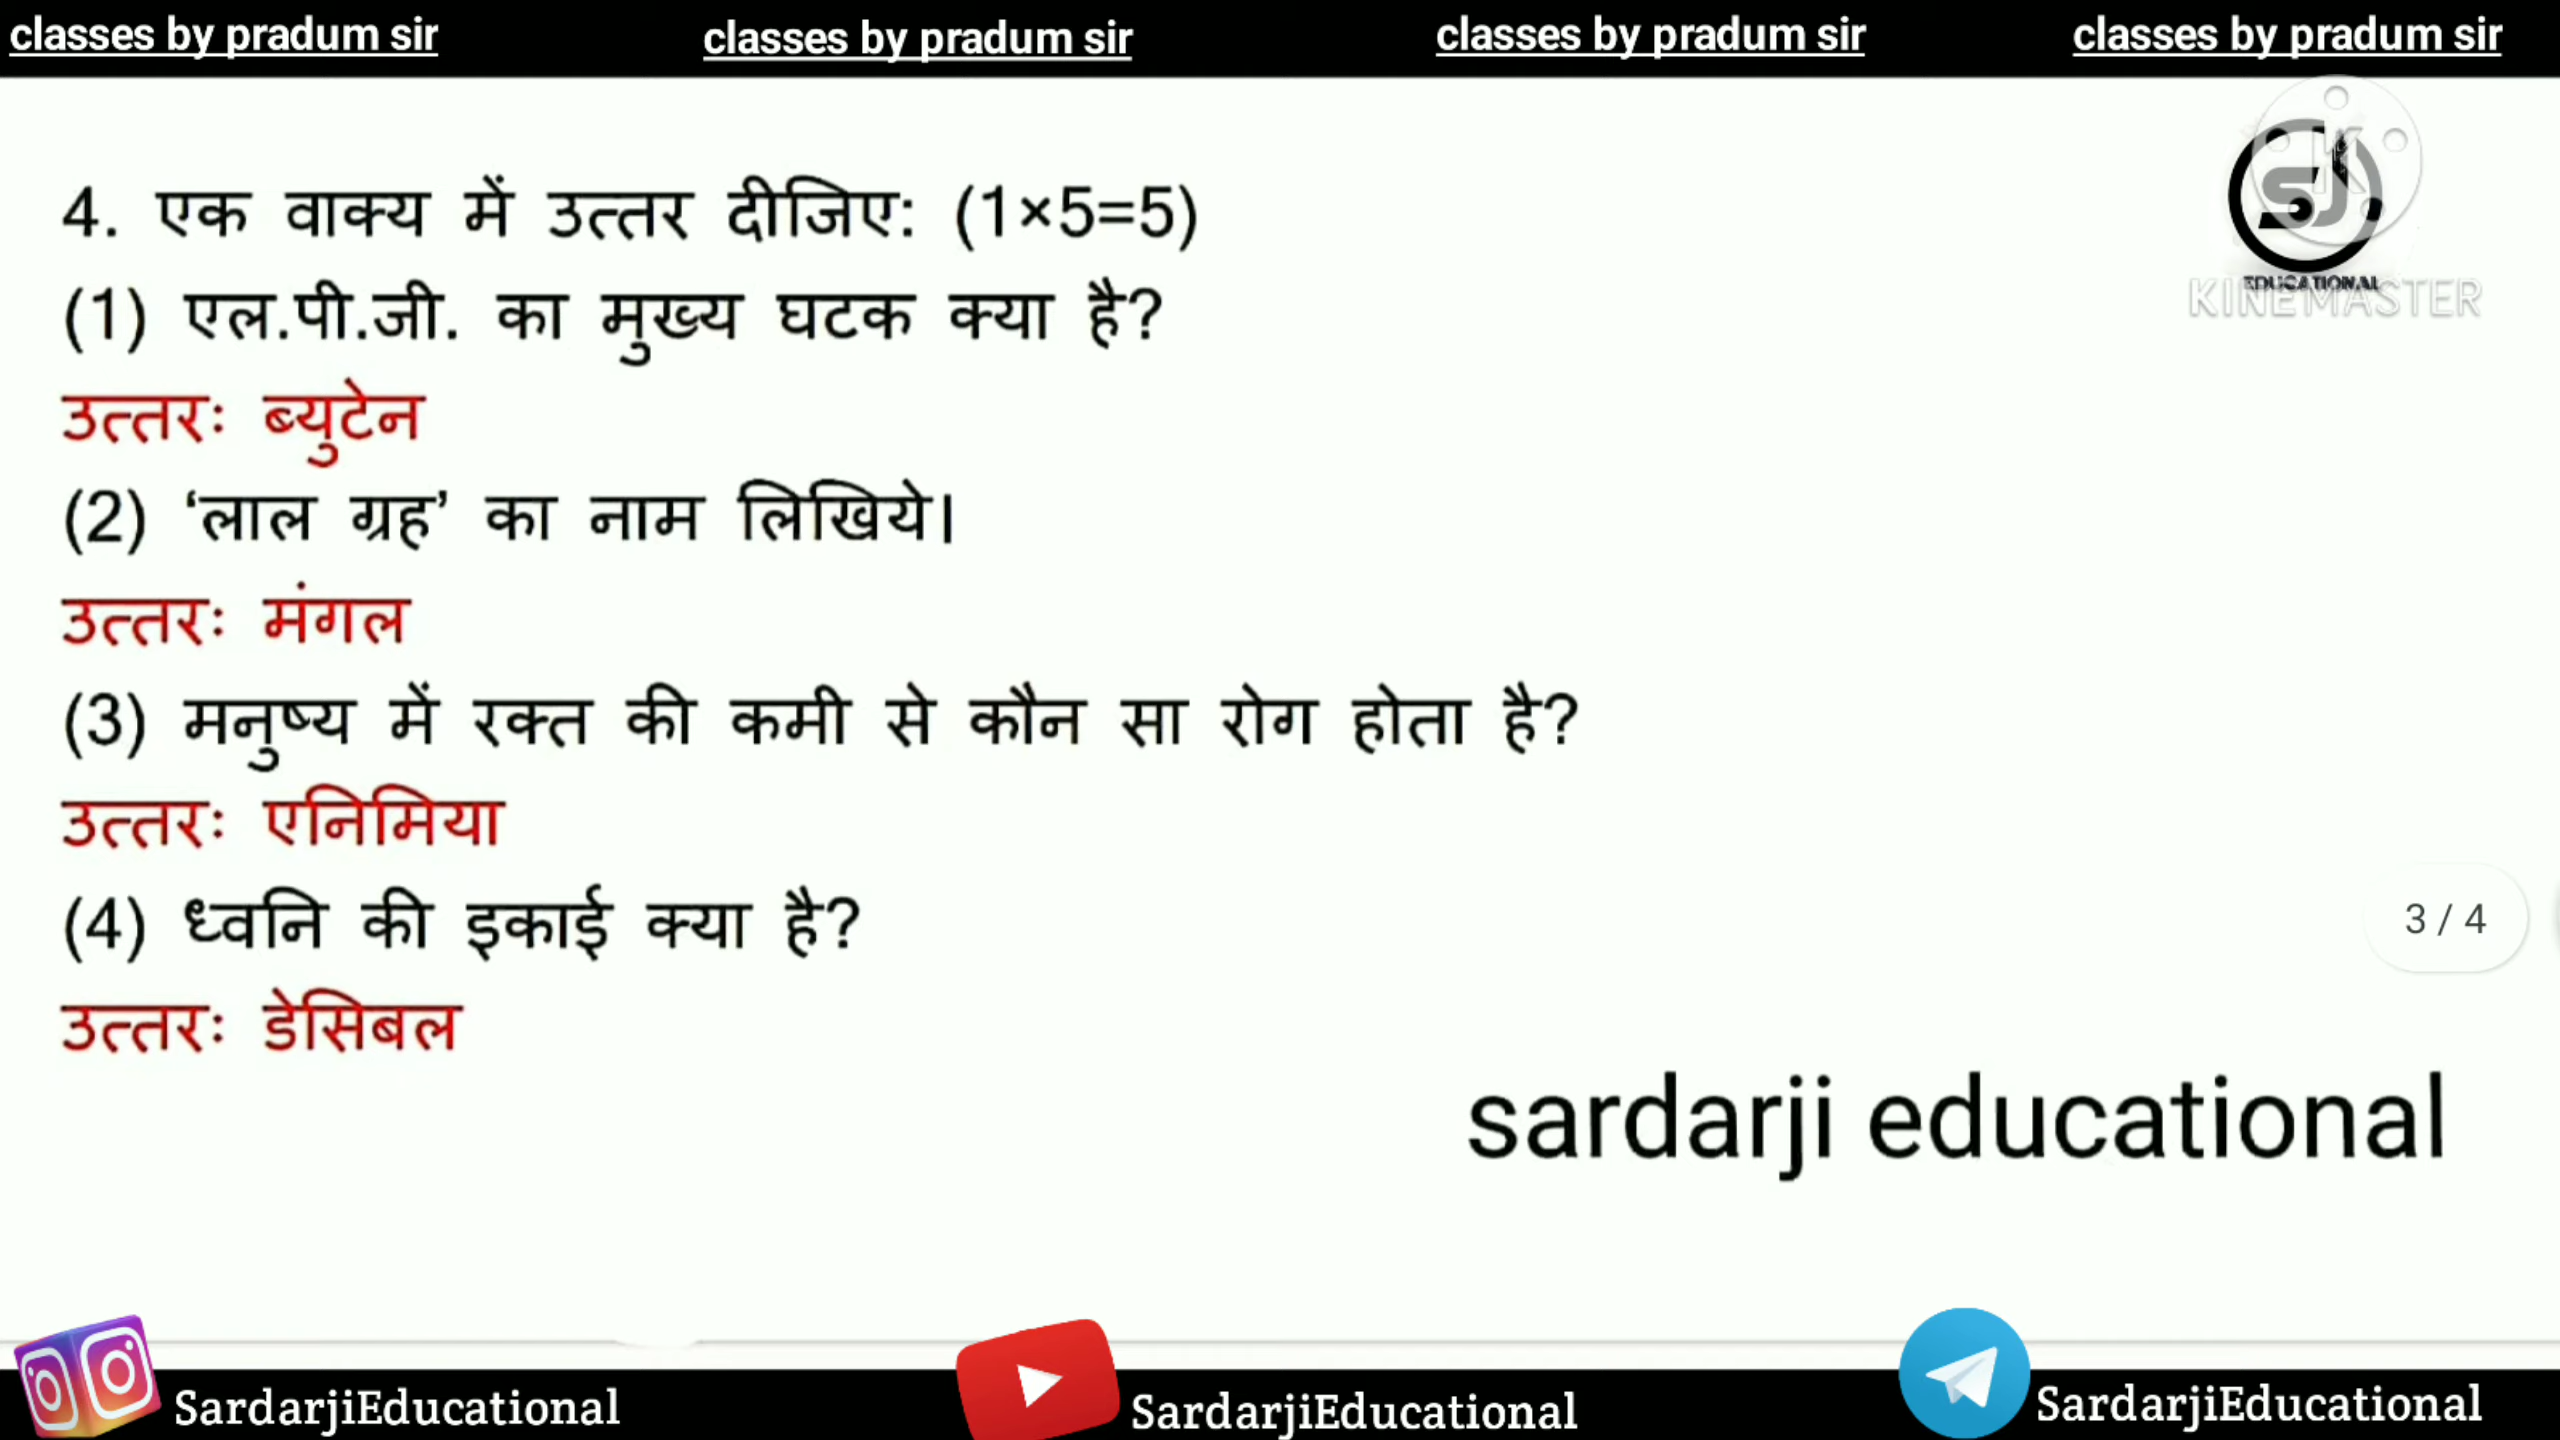 classes by pradum sir classes by pradum sir classes by pradum sir classes by pradum sir
SJ
EDUCATIONAL
KINEMASTER
4. एक वाक्य में उत्तर दीजिए: (1×5=5)
(1) एल.पी.जी. का मुख्य घटक क्या है?
उत्तरः ब्युटेन
(2) ‘लाल ग्रह’ का नाम लिखिये।
उत्तरः मंगल
(3) मनुष्य में रक्त की कमी से कौन सा रोग होता है?
उत्तरः एनिमिया
(4) ध्वनि की इकाई क्या है?
उत्तरः डेसिबल
3 / 4
sardarji educational
SardarjiEducational SardarjiEducational SardarjiEducational